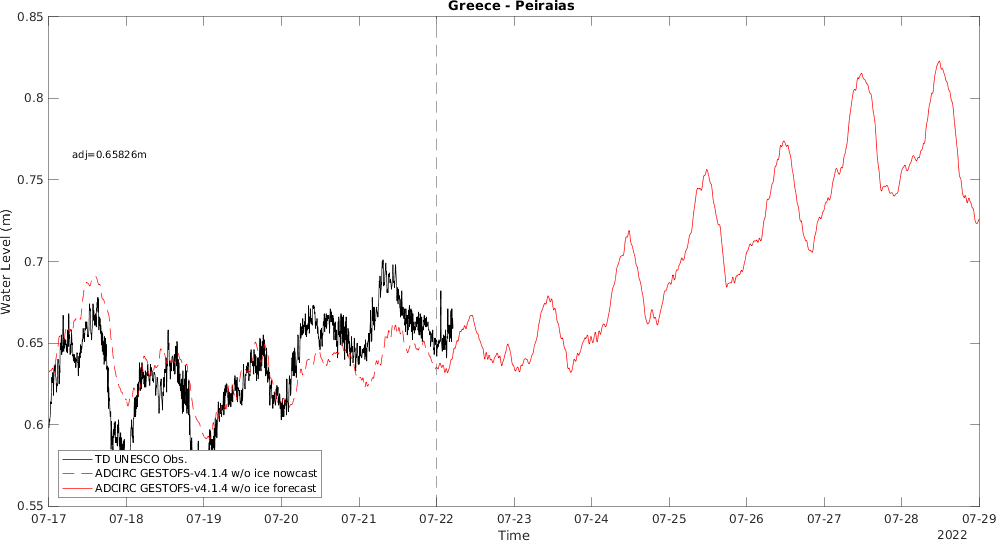 Greece - Peiraias
Water Level (m)
0.85
0.8
0.75
0.7
0.65
0.6
0.55
adj=0.65826m
TD UNESCO Obs.
ADCIRC GESTOFS-v4.1.4 w/o ice nowcast
ADCIRC GESTOFS-v4.1.4 w/o ice forecast
07-17 07-18 07-19 07-20 07-21 07-22 07-23 07-24 07-25 07-26 07-27 07-28 07-29
Time
2022